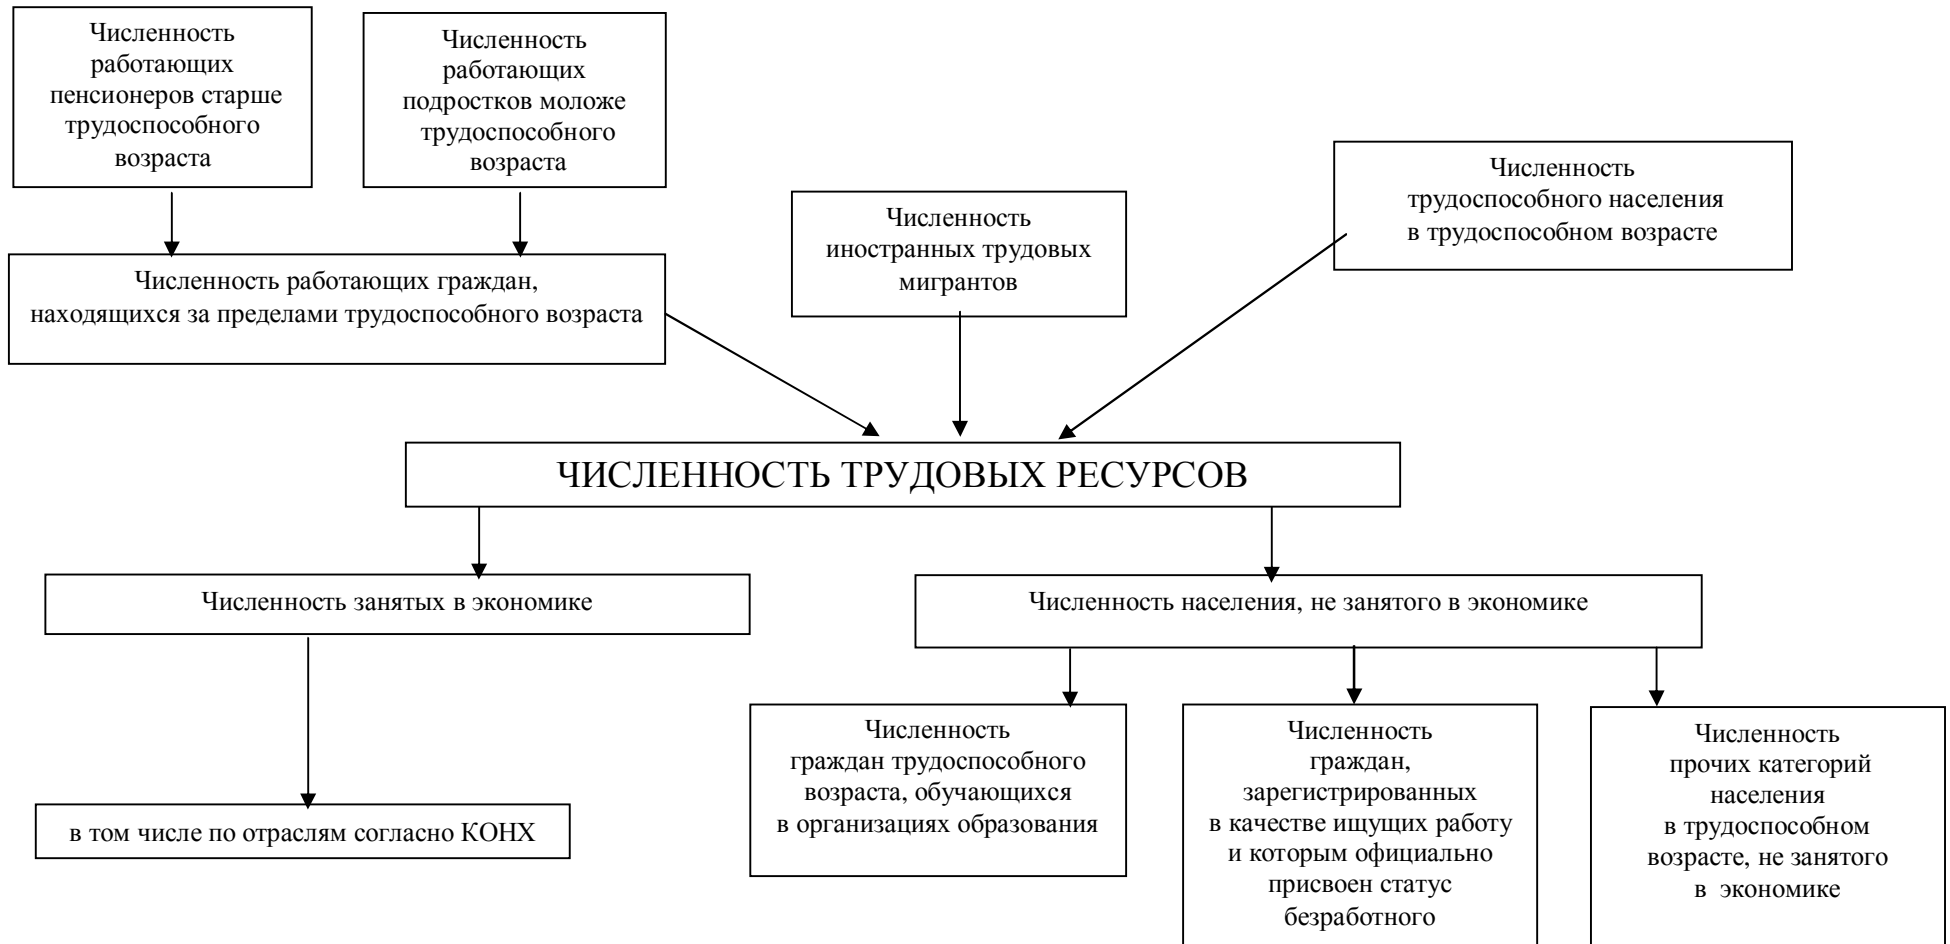 Численность
работающих
пенсионеров старше
трудоспособного
возраста
Численность
работающих
подростков моложе
трудоспособного
возраста
Численность
иностранных трудовых
мигрантов
Численность
трудоспособного населения
в трудоспособном возрасте
Численность работающих граждан,
находящихся за пределами трудоспособного возраста
ЧИСЛЕННОСТЬ ТРУДОВЫХ РЕСУРСОВ
Численность занятых в экономике
Численность населения, не занятого в экономике
в том числе по отраслям согласно КОНХ
Численность
граждан трудоспособного
возраста, обучающихся
в организациях образования
Численность
граждан,
зарегистрированных
в качестве ищущих работу
и которым официально
присвоен статус
безработного
Численность
прочих категорий
населения
в трудоспособном
возрасте, не занятого
в экономике